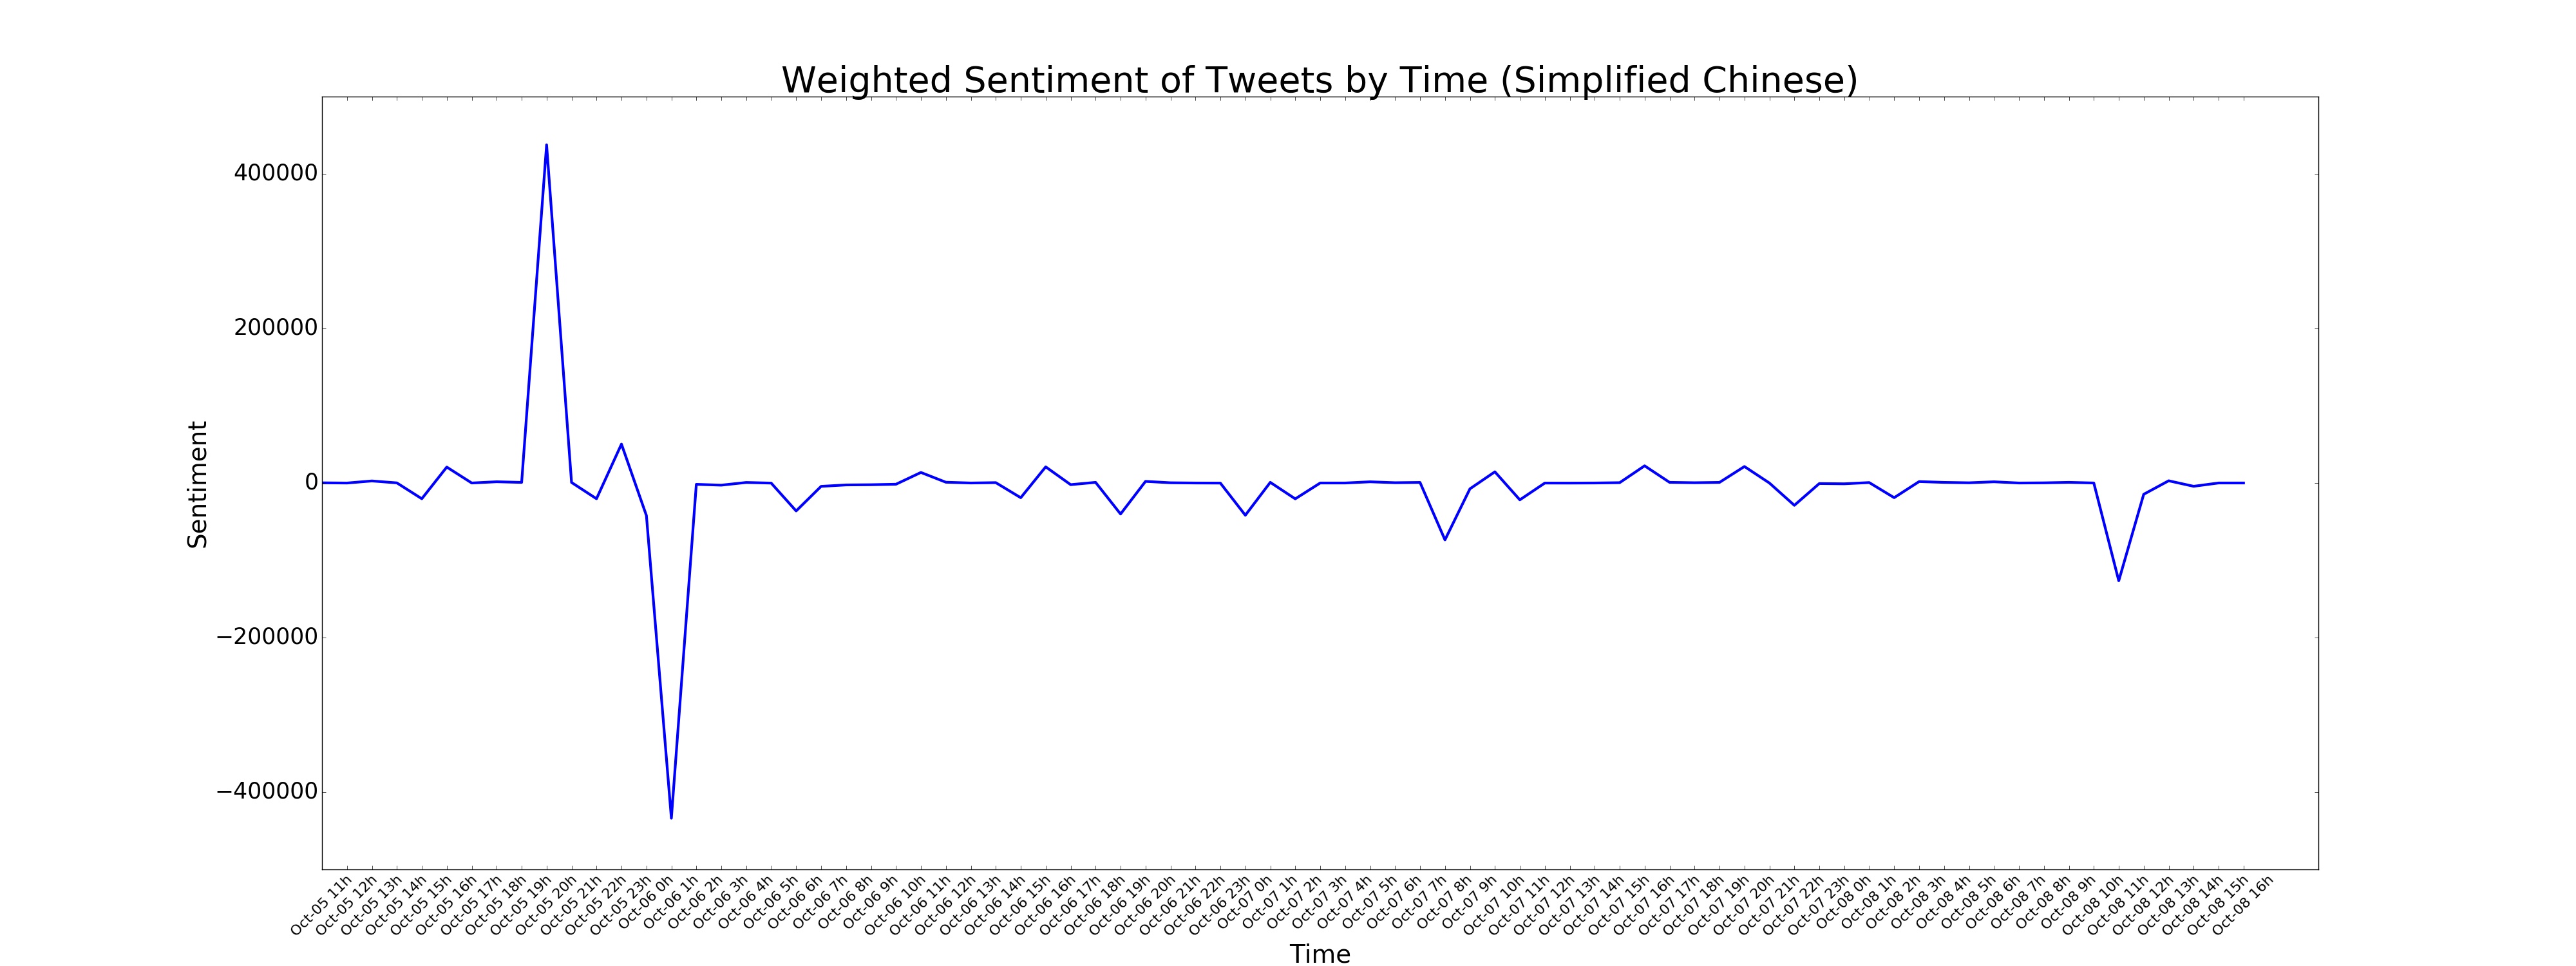 Weighted Sentiment of Tweets by Time (Simplified Chinese)
400000
200000
0
−200000
−400000
Sentiment
Oct-05 11h
Oct-05 12h
Oct-05 13h
Oct-05 14h
Oct-05 15h
Oct-05 16h
Oct-05 17h
Oct-05 18h
Oct-05 19h
Oct-05 20h
Oct-05 21h
Oct-05 22h
Oct-05 23h
Oct-06 0h
Oct-06 1h
Oct-06 2h
Oct-06 3h
Oct-06 4h
Oct-06 5h
Oct-06 6h
Oct-06 7h
Oct-06 8h
Oct-06 9h
Oct-06 10h
Oct-06 11h
Oct-06 12h
Oct-06 13h
Oct-06 14h
Oct-06 15h
Oct-06 16h
Oct-06 17h
Oct-06 18h
Oct-06 19h
Oct-06 20h
Oct-06 21h
Oct-06 22h
Oct-06 23h
Oct-07 0h
Oct-07 1h
Oct-07 2h
Oct-07 3h
Oct-07 4h
Oct-07 5h
Oct-07 6h
Oct-07 7h
Oct-07 8h
Oct-07 9h
Oct-07 10h
Oct-07 11h
Oct-07 12h
Oct-07 13h
Oct-07 14h
Oct-07 15h
Oct-07 16h
Oct-07 17h
Oct-07 18h
Oct-07 19h
Oct-07 20h
Oct-07 21h
Oct-07 22h
Oct-07 23h
Oct-08 0h
Oct-08 1h
Oct-08 2h
Oct-08 3h
Oct-08 4h
Oct-08 5h
Oct-08 6h
Oct-08 7h
Oct-08 8h
Oct-08 9h
Oct-08 10h
Oct-08 11h
Oct-08 12h
Oct-08 13h
Oct-08 14h
Oct-08 15h
Oct-08 16h
Time